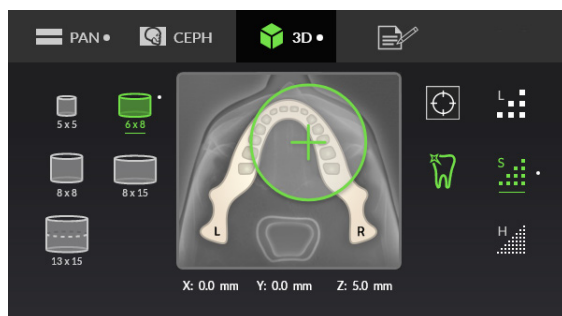 PAN CEPH 3D
5 x 5 6 x 8
8 x 8 8 x 15
13 x 15
L R
X: 0.0 mm Y: 0.0 mm Z: 5.0 mm
L
S
H